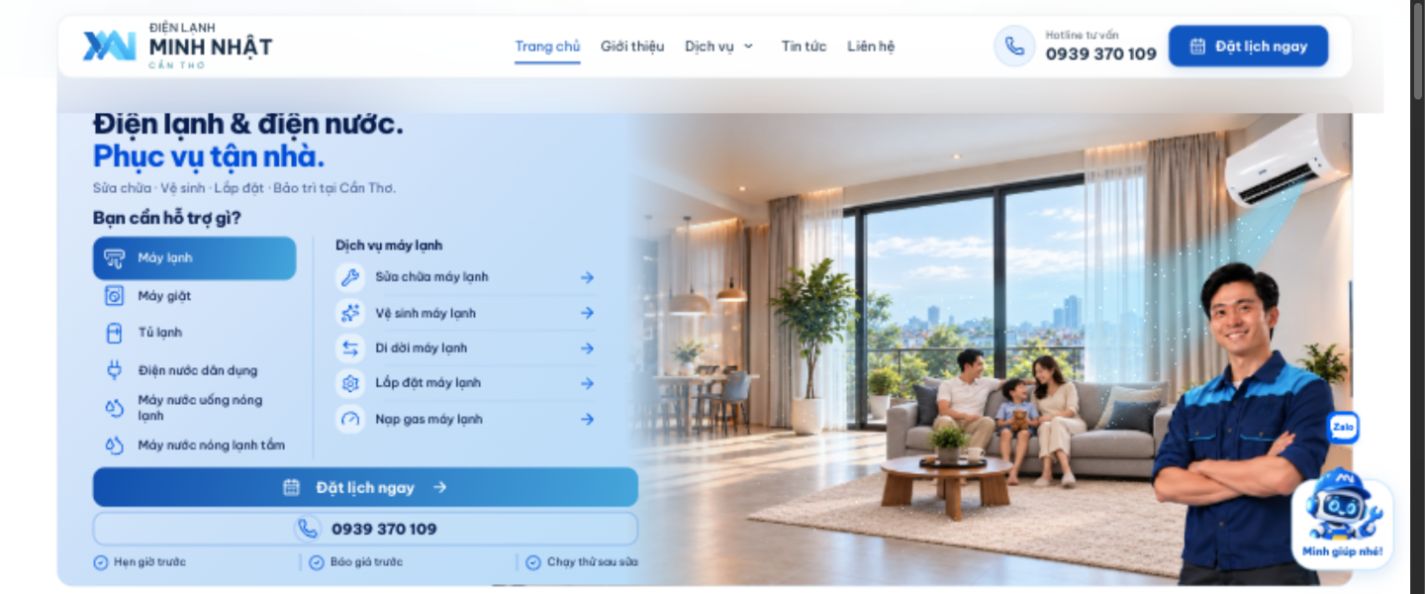 ĐIỆN LẠNH
MINH NHẬT
CẦN THƠ
Trang chủ
Giới thiệu
Dịch vụ
Tin tức
Liên hệ
Hotline tư vấn
0939 370 109
Đặt lịch ngay
Điện lạnh & điện nước.
Phục vụ tận nhà.
Sửa chữa · Vệ sinh · Lắp đặt · Bảo trì tại Cần Thơ.
Bạn cần hỗ trợ gì?
Máy lạnh
Máy giặt
Tủ lạnh
Điện nước dân dụng
Máy nước uống nóng
lạnh
Máy nước nóng lạnh tắm
Dịch vụ máy lạnh
Sửa chữa máy lạnh
Vệ sinh máy lạnh
Di dời máy lạnh
Lắp đặt máy lạnh
Nạp gas máy lạnh
Đặt lịch ngay
0939 370 109
Hẹn giờ trước
Báo giá trước
Chạy thử sau sửa
Zalo
Minh giúp nhé!